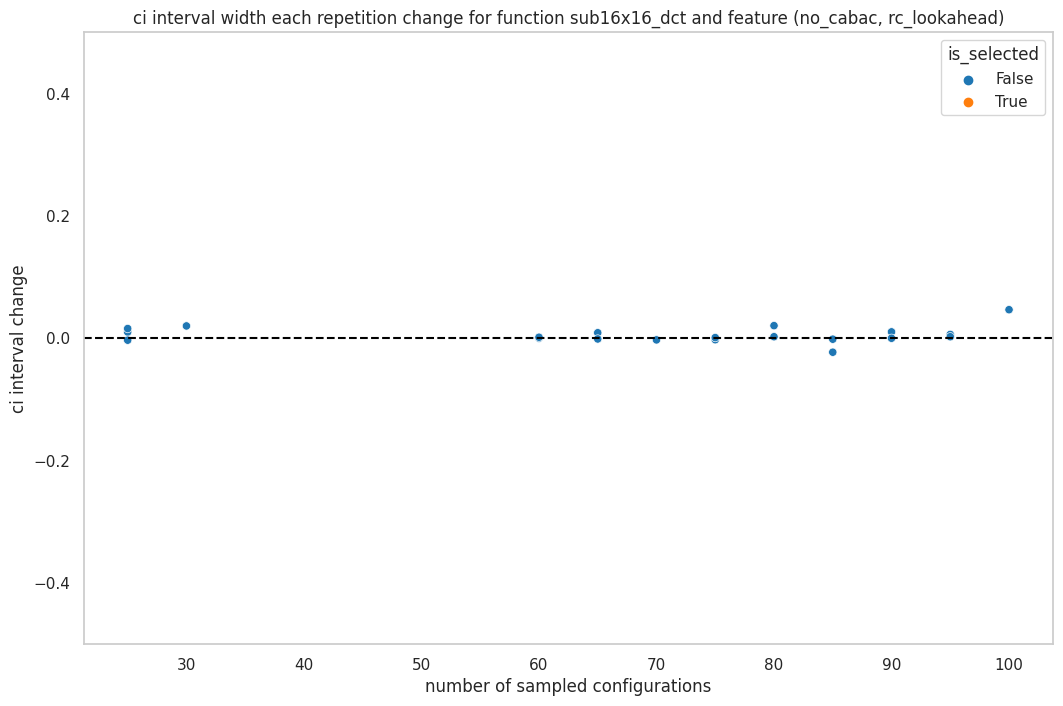 ci interval width each repetition change for function sub16x16_dct and feature (no_cabac, rc_lookahead)
is_selected
False
True
0.4
0.2
0.0
−0.2
−0.4
ci interval change
30 40 50 60 70 80 90 100
number of sampled configurations